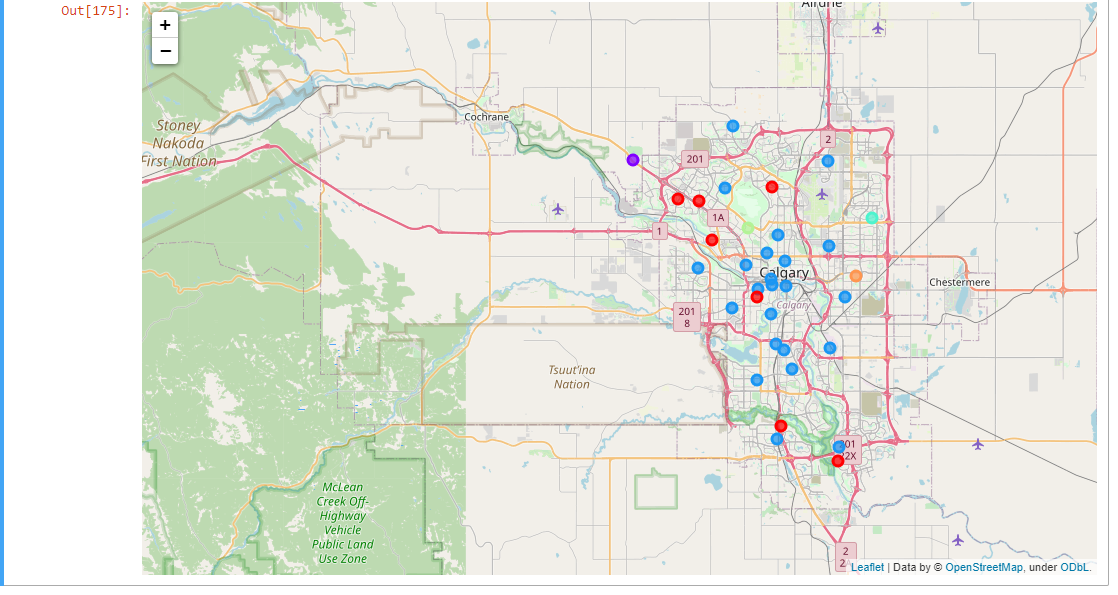 Out[175]:
+
−
Airdrie
Stoney
Nakoda
First Nation
Cochrane
2
201
1A
1
Calgary
Chestermere
Calgary
201
8
Tsuut'ina
Nation
201
22X
McLean
Creek Off-
Highway
Vehicle
Public Land
Use Zone
2
2
Leaflet | Data by © OpenStreetMap, under ODbL.